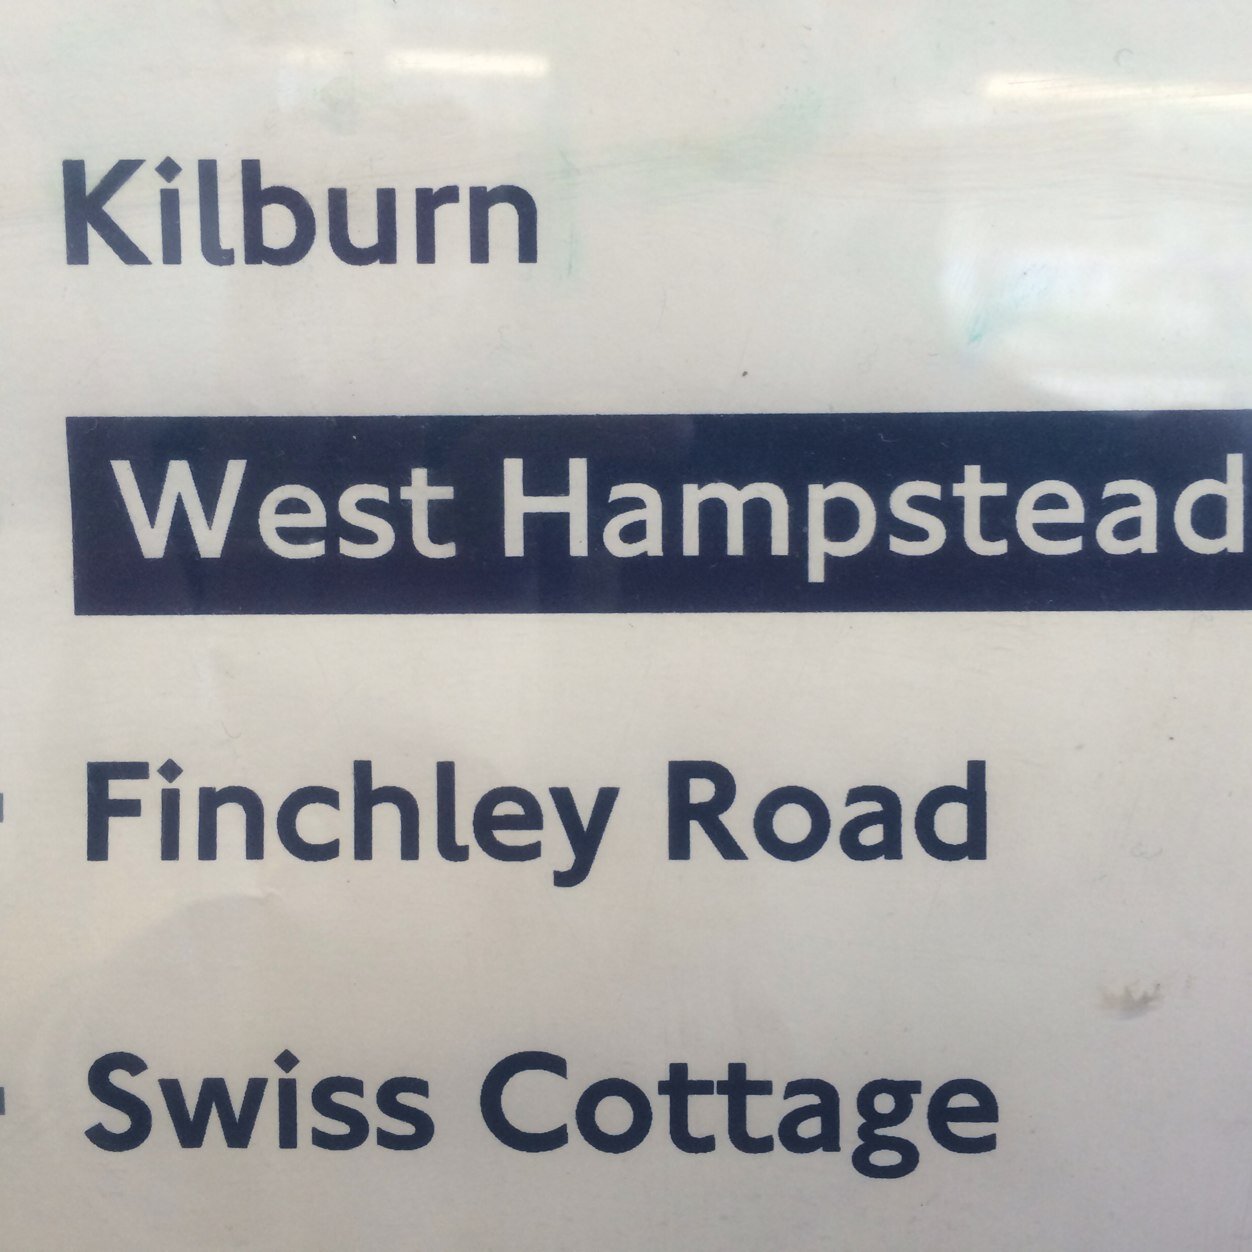 Kilburn
West Hampstead
Finchley Road
Swiss Cottage